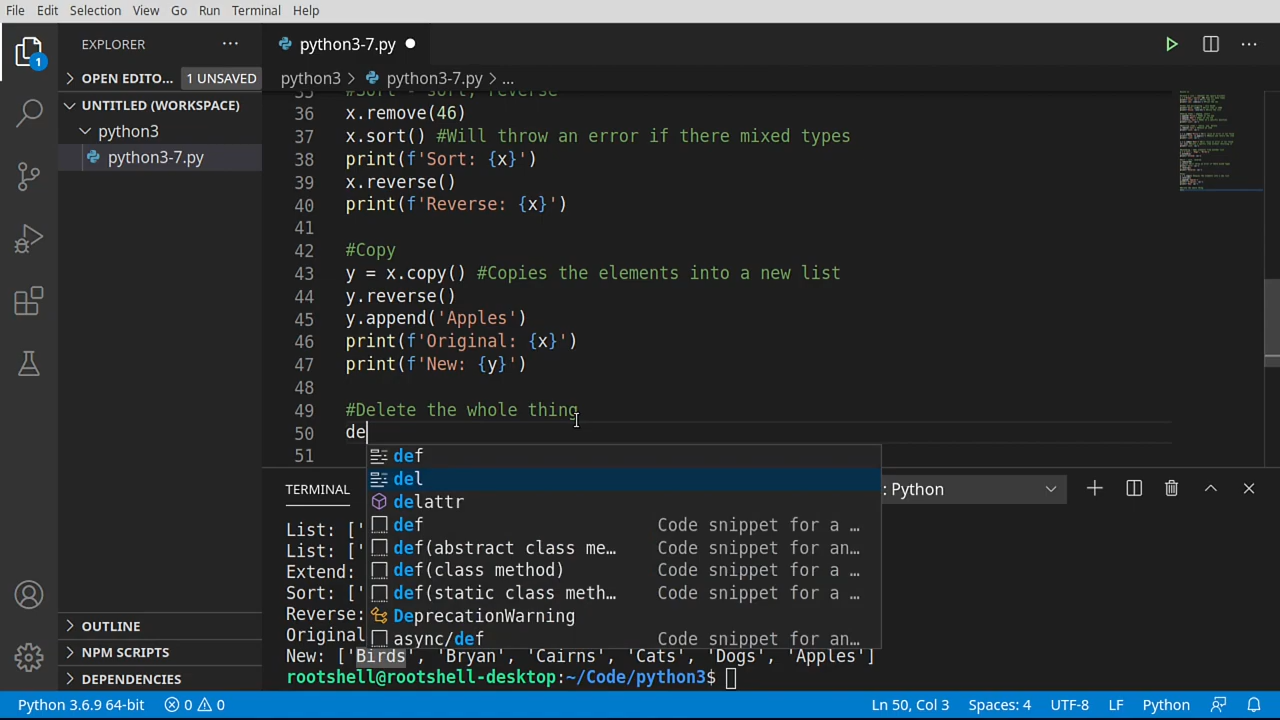 File Edit Selection View Go Run Terminal Help
EXPLORER
python3-7.py
1
OPEN EDITO... 1 UNSAVED
python3 > python3-7.py > ...
UNTITLED (WORKSPACE)
python3
python3-7.py
35 #Sort - sort, reverse
36 x.remove(46)
37 x.sort() #Will throw an error if there mixed types
38 print(f'Sort: {x}')
39 x.reverse()
40 print(f'Reverse: {x}')
41
42 #Copy
43 y = x.copy() #Copies the elements into a new list
44 y.reverse()
45 y.append('Apples')
46 print(f'Original: {x}')
47 print(f'New: {y}')
48
49 #Delete the whole thing
50 de
51
def
del
delattr
def Code snippet for a ...
def(abstract class me... Code snippet for an...
def(class method) Code snippet for a ...
def(static class meth... Code snippet for a ...
DeprecationWarning
async/def Code snippet for an...
TERMINAL
: Python
List: ['
List: ['
Extend:
Sort: ['
Reverse:
Original
New: ['Birds', 'Bryan', 'Cairns', 'Cats', 'Dogs', 'Apples']
rootshell@rootshell-desktop:~/Code/python3$
OUTLINE
NPM SCRIPTS
DEPENDENCIES
Python 3.6.9 64-bit 0 0 Ln 50, Col 3 Spaces: 4 UTF-8 LF Python